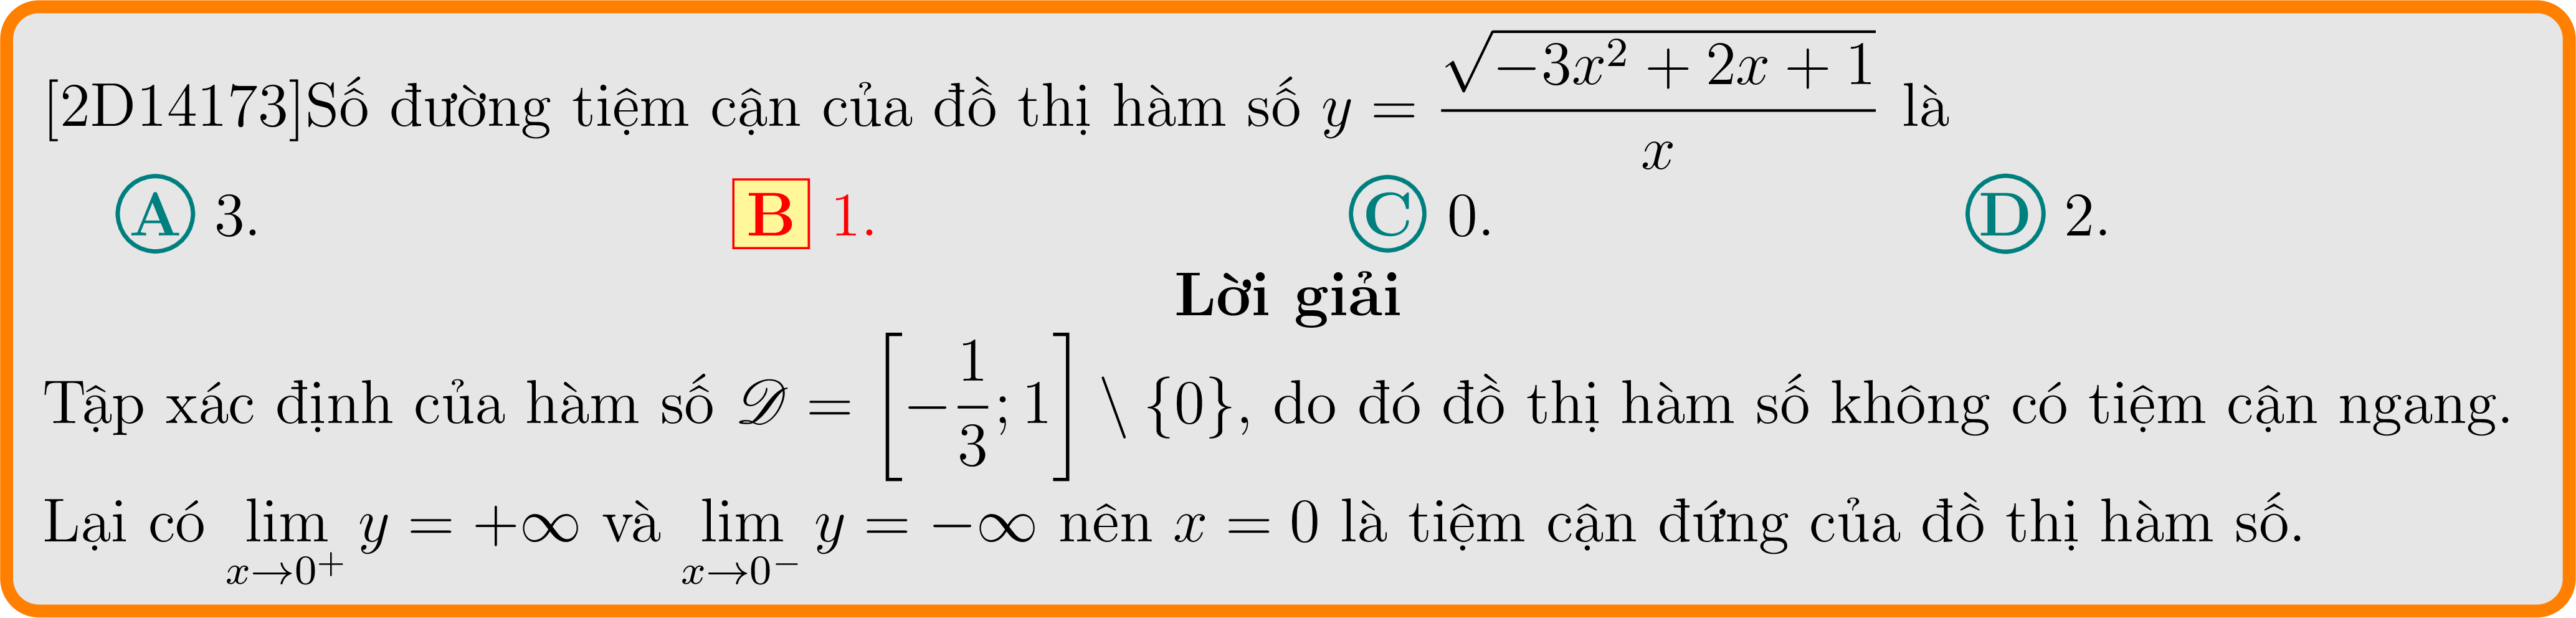 [2D14173]Số đường tiệm cận của đồ thị hàm số $y = \dfrac{\sqrt{-3x^2 + 2x + 1}}{x}$ là
A 3. B 1. C 0. D 2.
Lời giải
Tập xác định của hàm số $\mathscr{D} = \left[-\dfrac{1}{3}; 1\right] \setminus \{0\}$, do đó đồ thị hàm số không có tiệm cận ngang.
Lại có $\lim\limits_{x \to 0^+} y = +\infty$ và $\lim\limits_{x \to 0^-} y = -\infty$ nên $x = 0$ là tiệm cận đứng của đồ thị hàm số.